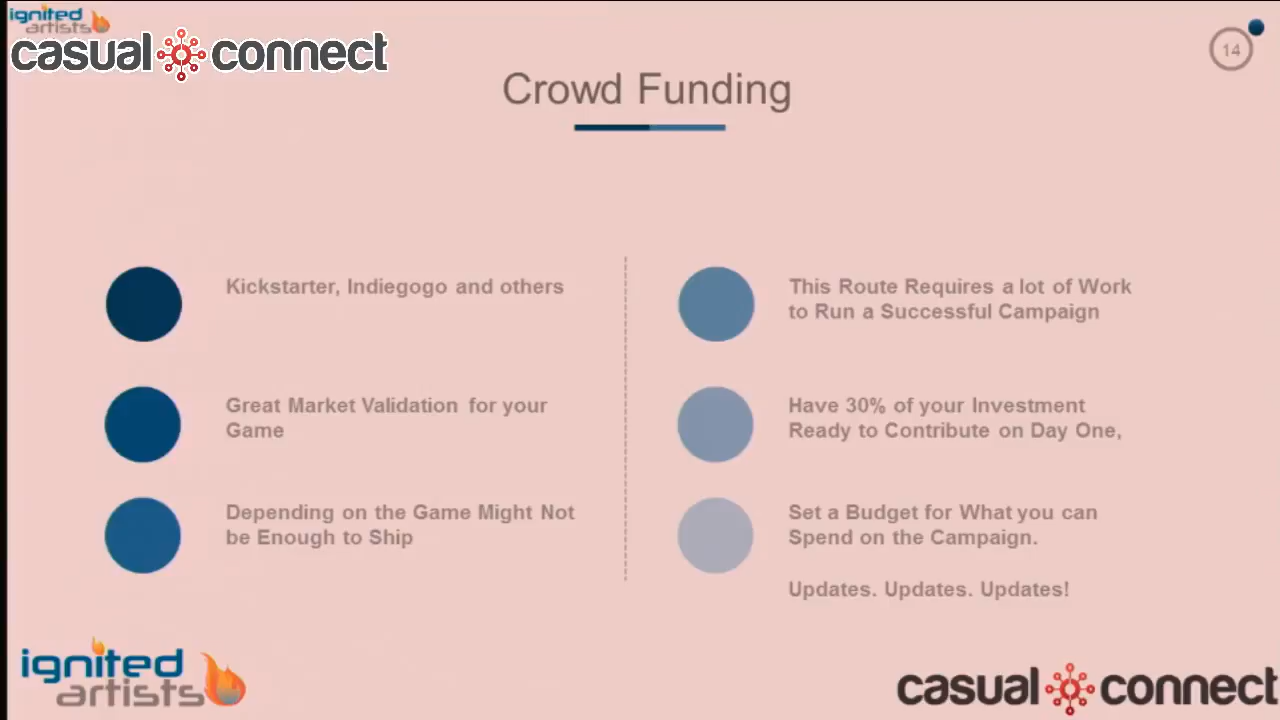 ignited
artists
casual connect
14
Crowd Funding
Kickstarter, Indiegogo and others
Great Market Validation for your
Game
Depending on the Game Might Not
be Enough to Ship
This Route Requires a lot of Work
to Run a Successful Campaign
Have 30% of your Investment
Ready to Contribute on Day One,
Set a Budget for What you can
Spend on the Campaign.
Updates. Updates. Updates!
ignited
artists
casual connect